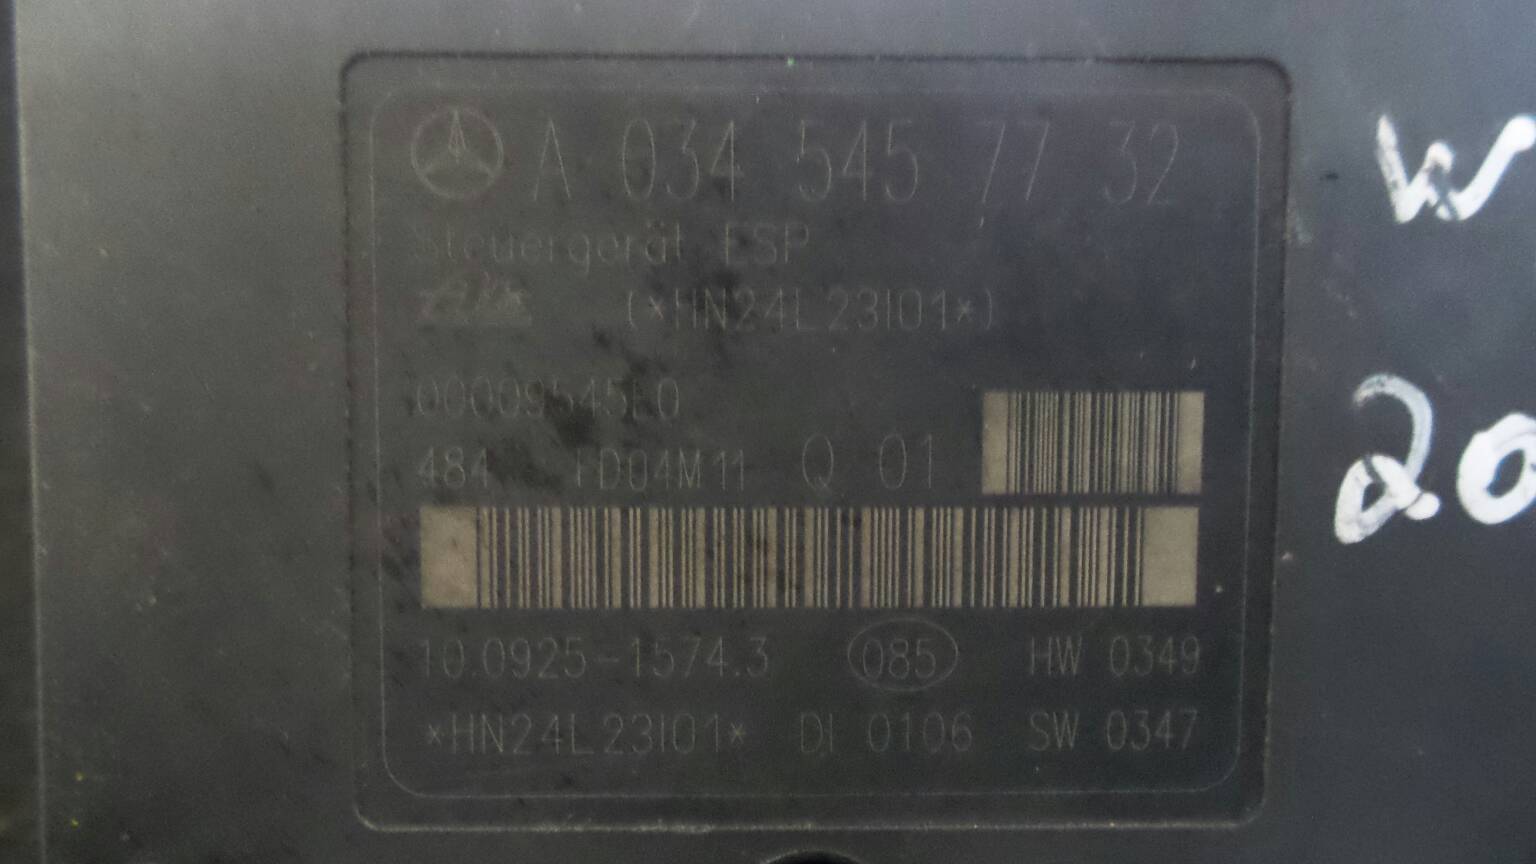 A 034 545 77 32
Steuergerät ESP
(*HN24L23I01*)
484 FD04M11 Q 01
10.0925-1574.3 085 HW 0349
*HN24L23I01* DI 0106 SW 0347
W
20